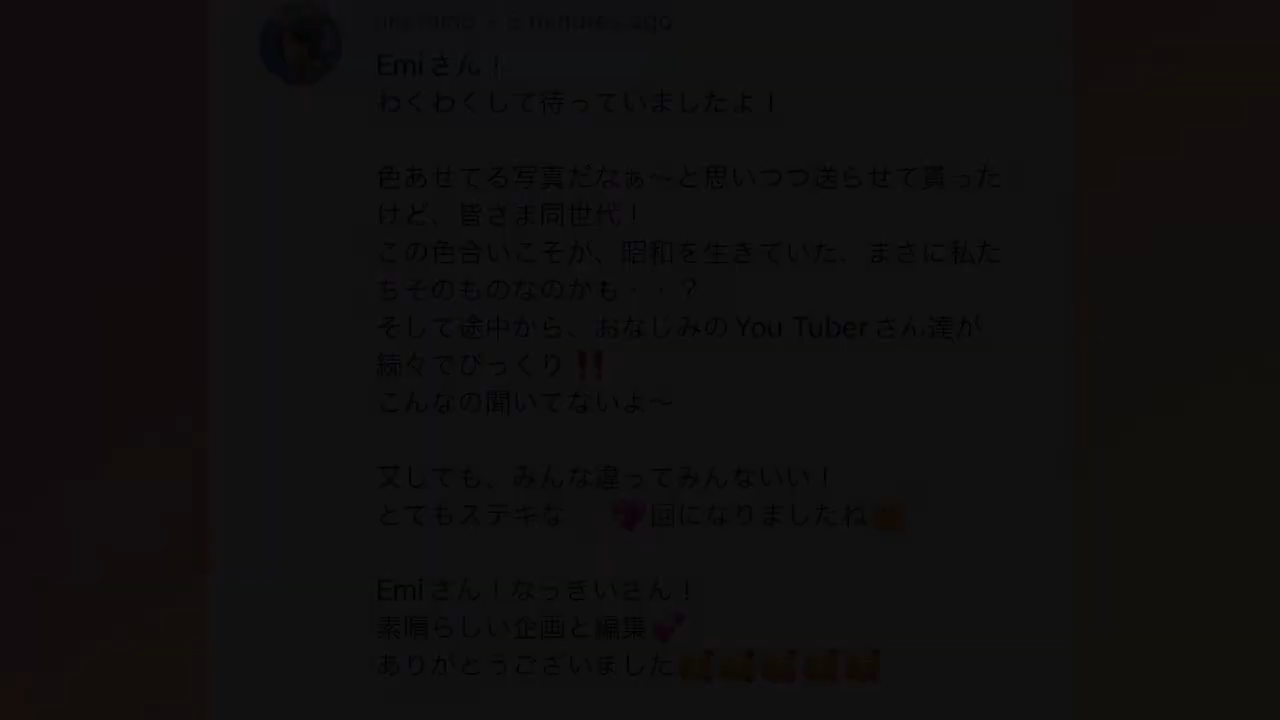 Emiさん！
わくわくして待っていましたよ！
色あせてる写真だなぁ〜と思いつつ送らせて貰った
けど、皆さま同世代！
この色合いこそが、昭和を生きていた、まさに私た
ちそのものなのかも・・？
そして途中から、おなじみのYou Tuberさん達が
続々でびっくり‼️
こんなの聞いてないよ〜
又しても、みんな違ってみんないい！
とてもステキな　💖回になりましたね
Emiさん！なっきいさん！
素晴らしい企画と編集💕
ありがとうございました🥰🥰🥰🥰🥰